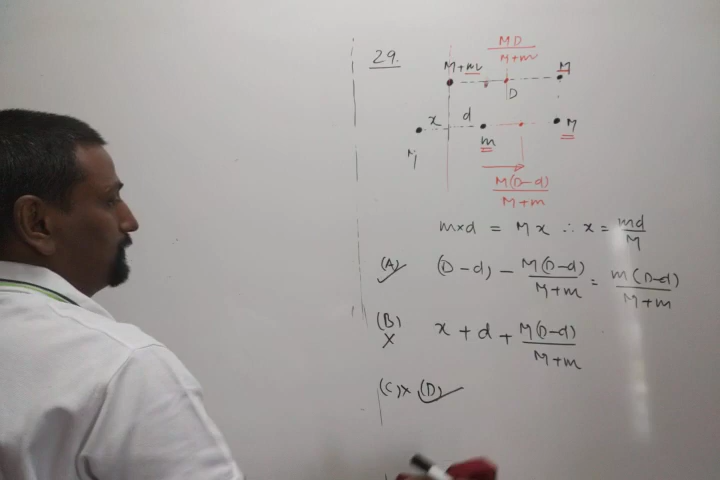 29.
MD / M+m
M+m M
D
x d M
M m
M(D-d) / M+m
m×d = Mx ∴ x = md / M
(A) ✓ (D-d) - M(D-d) / M+m = m(D-d) / M+m
(B) X x + d + M(D-d) / M+m
(C) x (D) ✓